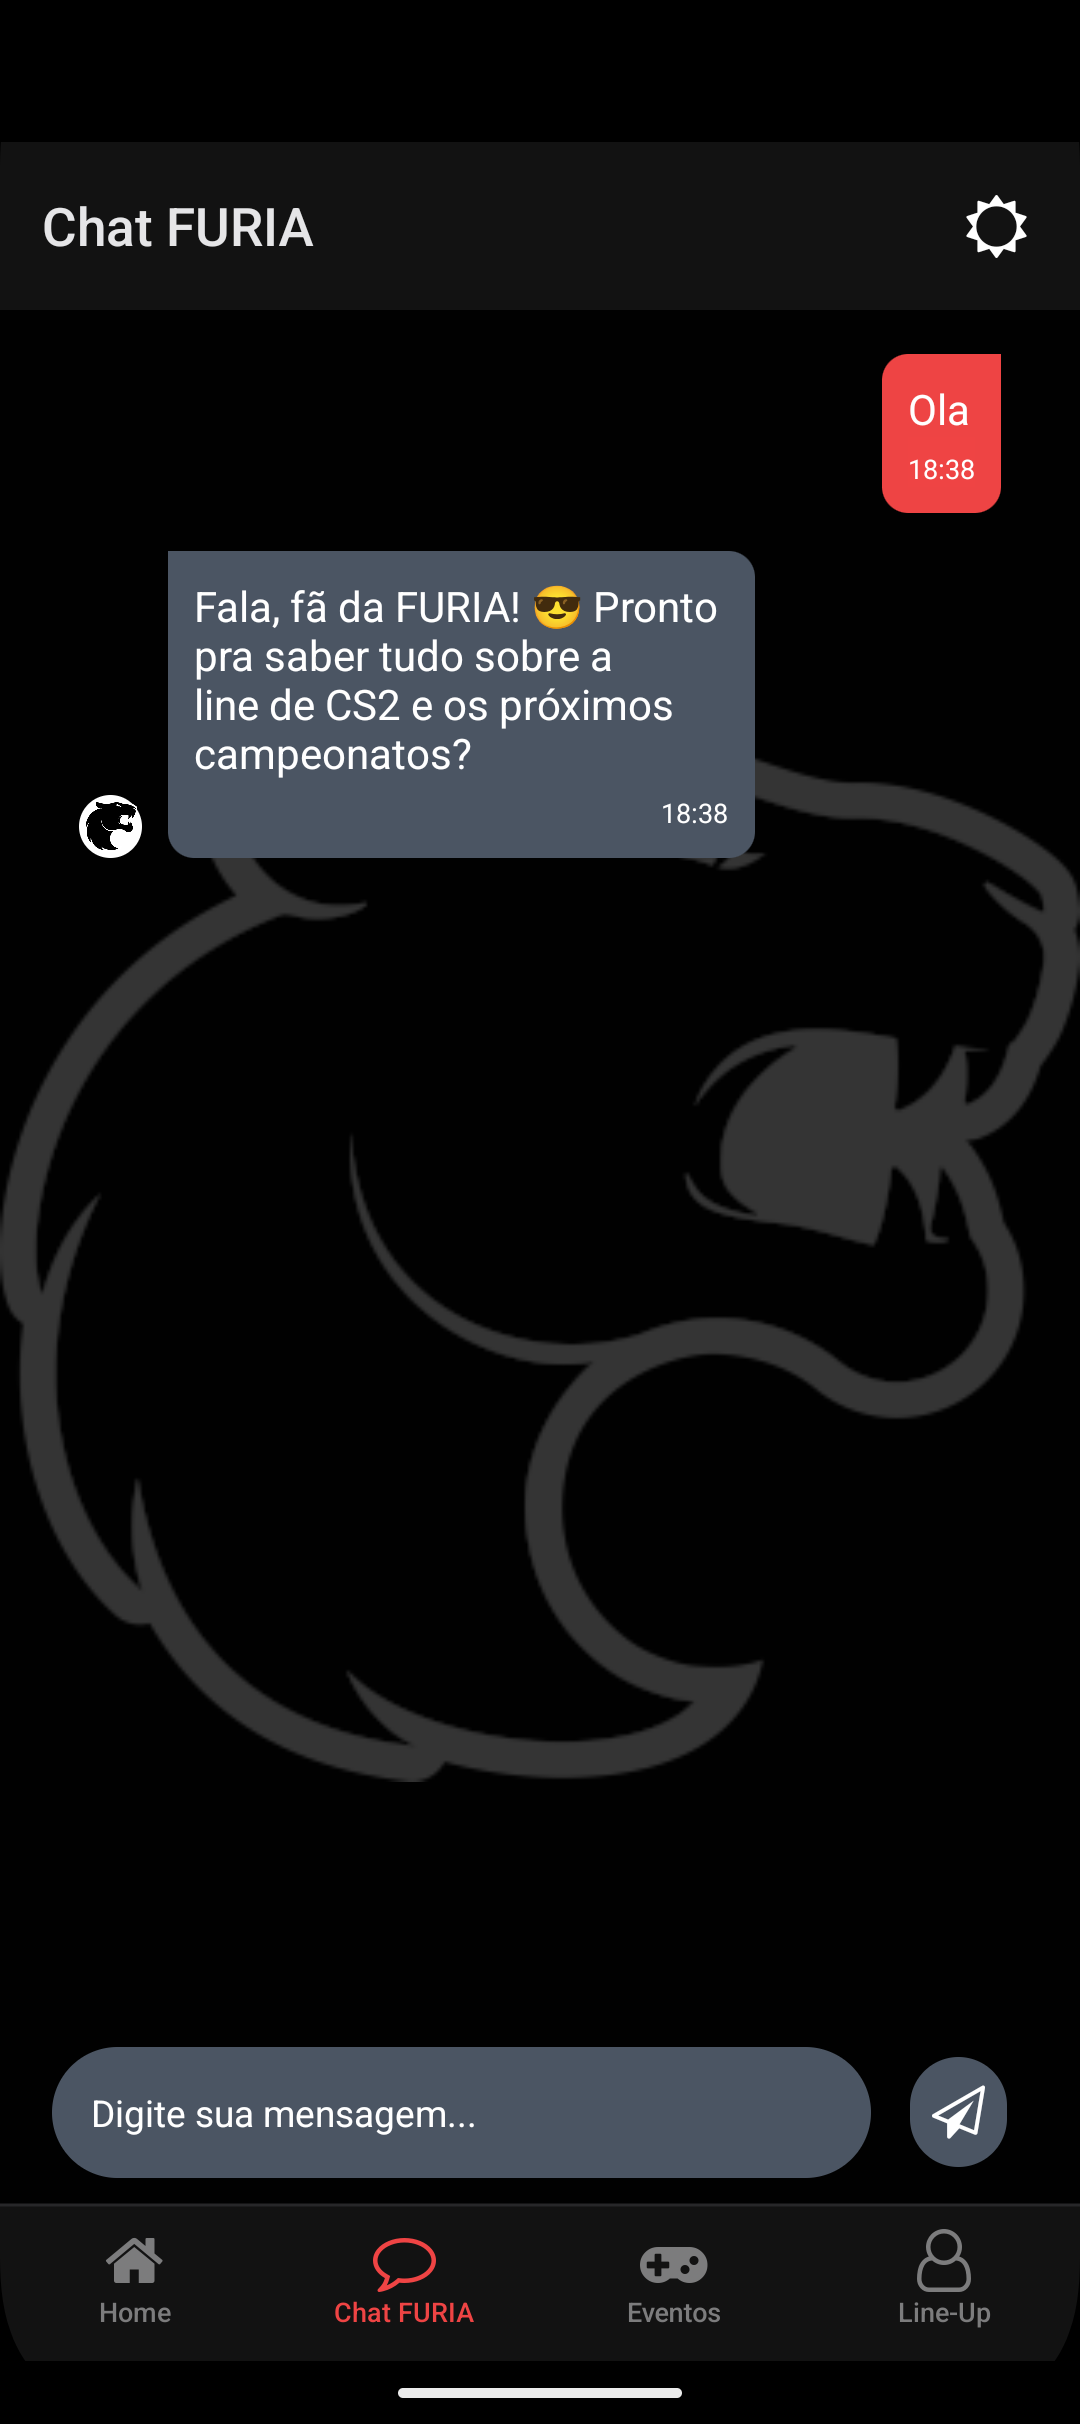 Chat FURIA
Ola
18:38
Fala, fã da FURIA! 😎 Pronto
pra saber tudo sobre a
line de CS2 e os próximos
campeonatos?
18:38
Digite sua mensagem...
Home
Chat FURIA
Eventos
Line-Up